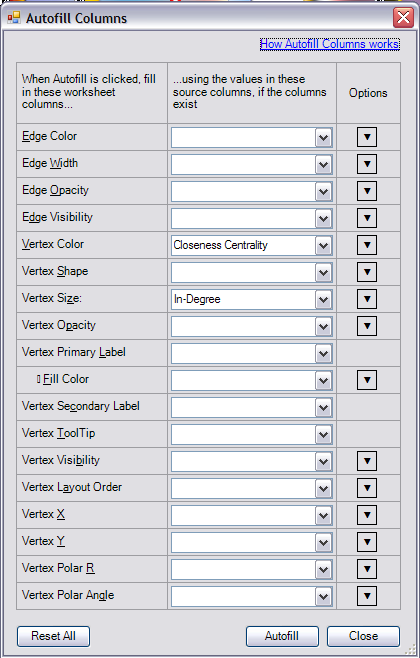 Autofill Columns
How Autofill Columns works
When Autofill is clicked, fill
in these worksheet
columns...
...using the values in these
source columns, if the columns
exist
Options
Edge Color
Edge Width
Edge Opacity
Edge Visibility
Vertex Color
Closeness Centrality
Vertex Shape
Vertex Size:
In-Degree
Vertex Opacity
Vertex Primary Label
Fill Color
Vertex Secondary Label
Vertex ToolTip
Vertex Visibility
Vertex Layout Order
Vertex X
Vertex Y
Vertex Polar R
Vertex Polar Angle
Reset All
Autofill
Close